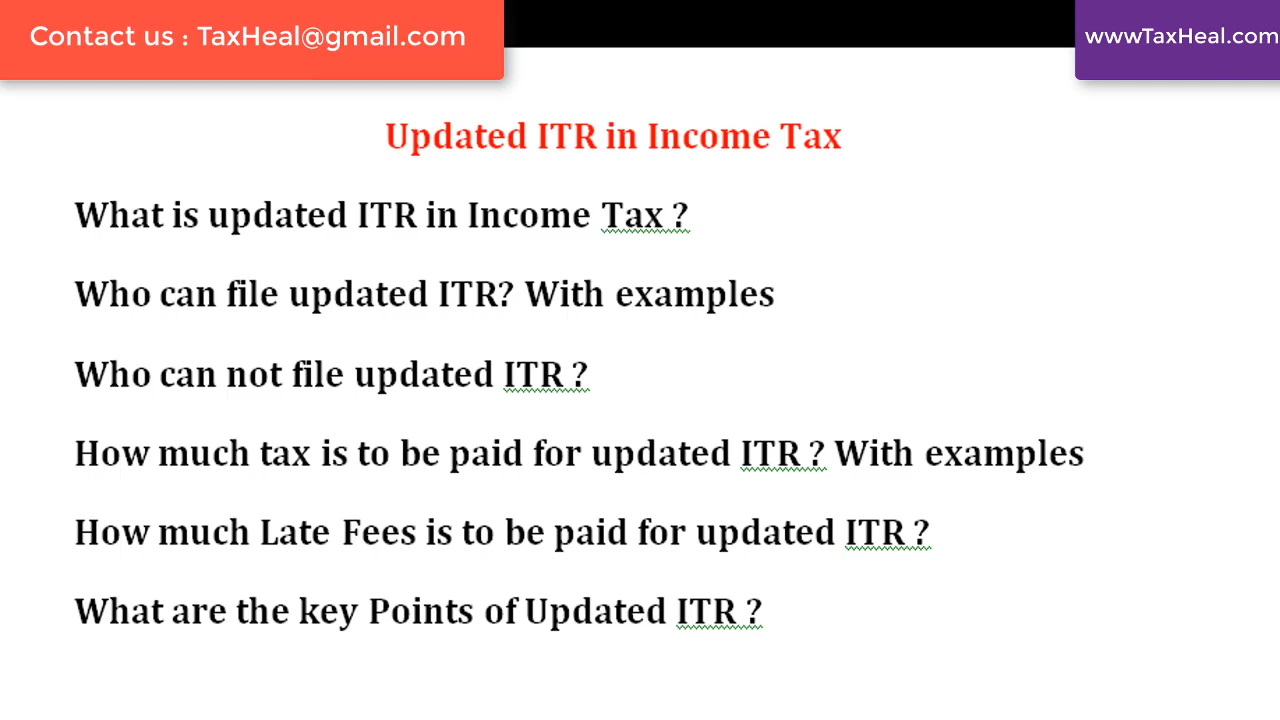 Contact us : TaxHeal@gmail.com
wwwTaxHeal.com
Updated ITR in Income Tax
What is updated ITR in Income Tax ?
Who can file updated ITR? With examples
Who can not file updated ITR ?
How much tax is to be paid for updated ITR ? With examples
How much Late Fees is to be paid for updated ITR ?
What are the key Points of Updated ITR ?